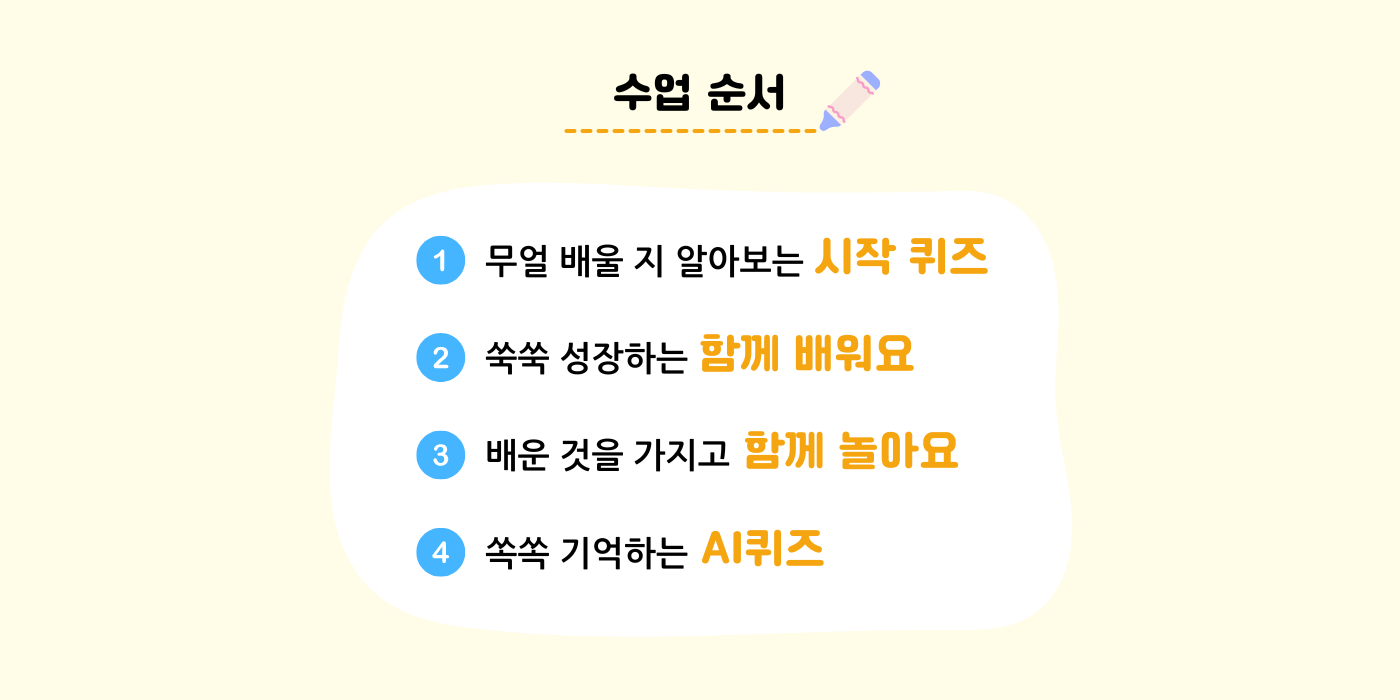 수업 순서
1 무얼 배울 지 알아보는 시작 퀴즈
2 쑥쑥 성장하는 함께 배워요
3 배운 것을 가지고 함께 놀아요
4 쏙쏙 기억하는 AI퀴즈